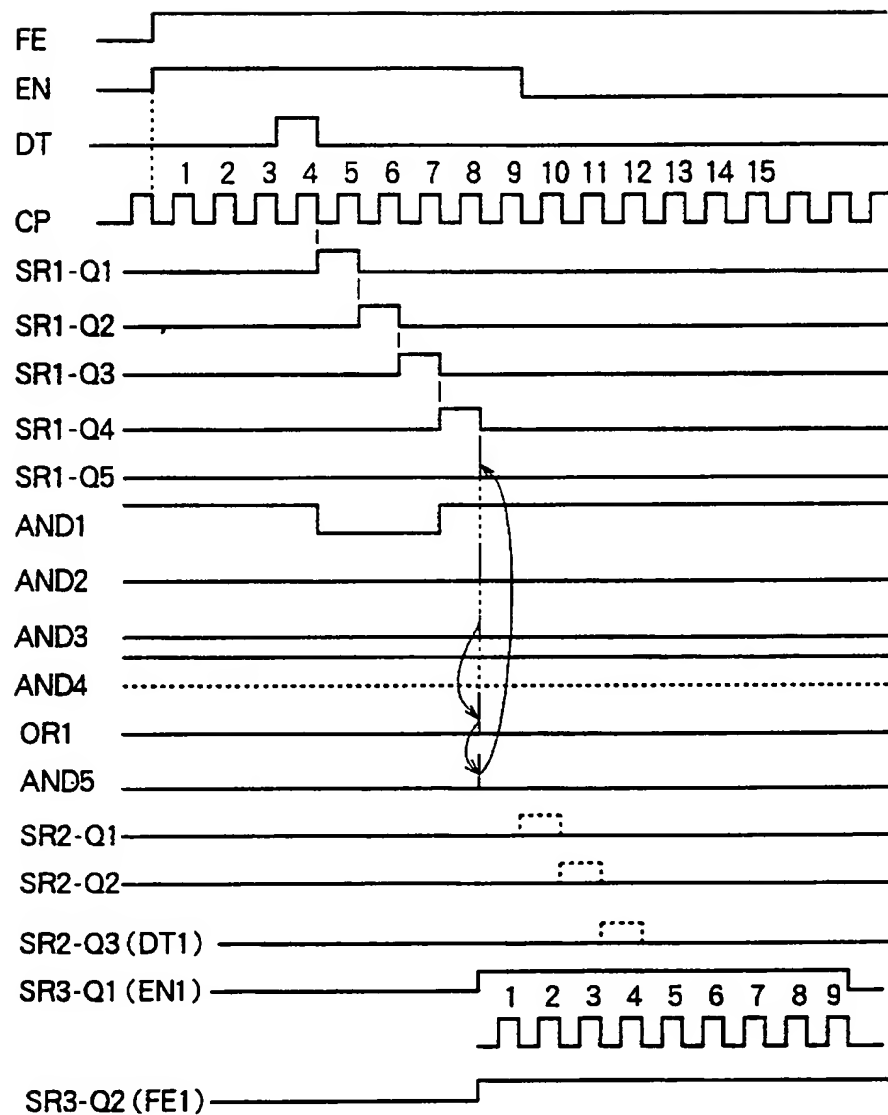 FE
EN
DT
1 2 3 4 5 6 7 8 9 10 11 12 13 14 15
CP
SR1-Q1
SR1-Q2
SR1-Q3
SR1-Q4
SR1-Q5
AND1
AND2
AND3
AND4
OR1
AND5
SR2-Q1
SR2-Q2
SR2-Q3(DT1)
SR3-Q1(EN1)
1 2 3 4 5 6 7 8 9
SR3-Q2(FE1)